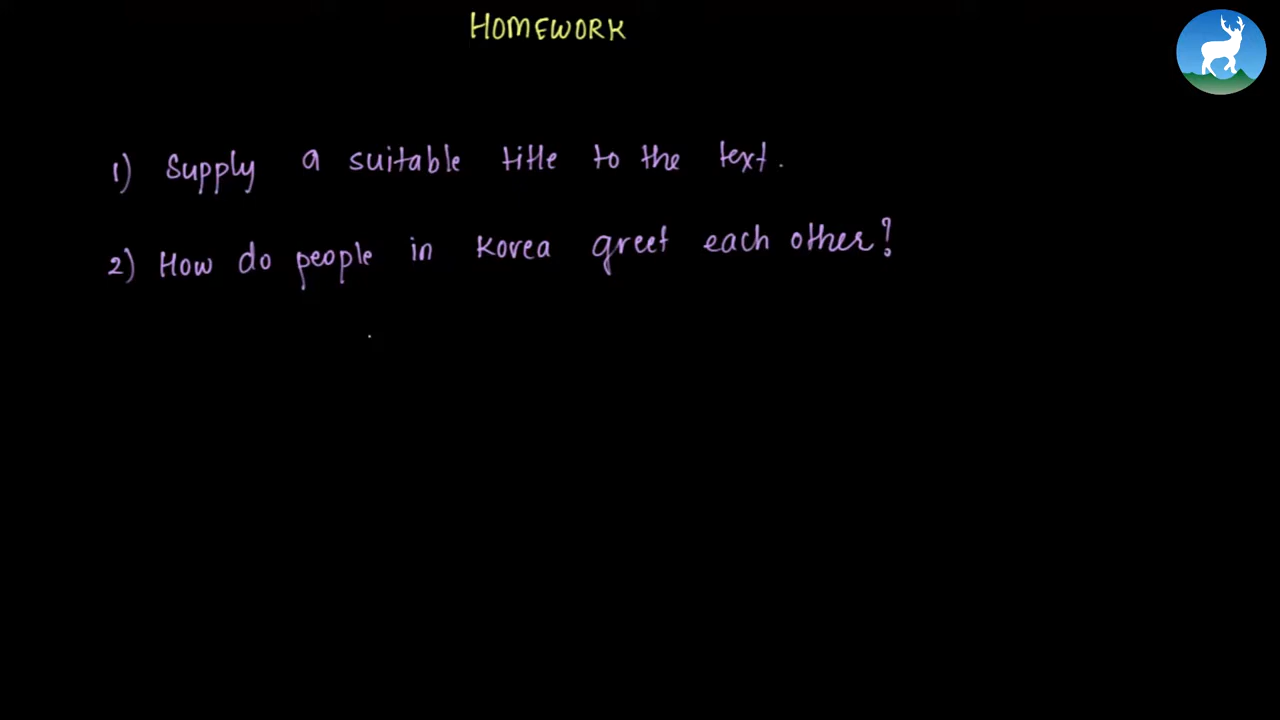 HOMEWORK
1) Supply a suitable title to the text.
2) How do people in Korea greet each other?